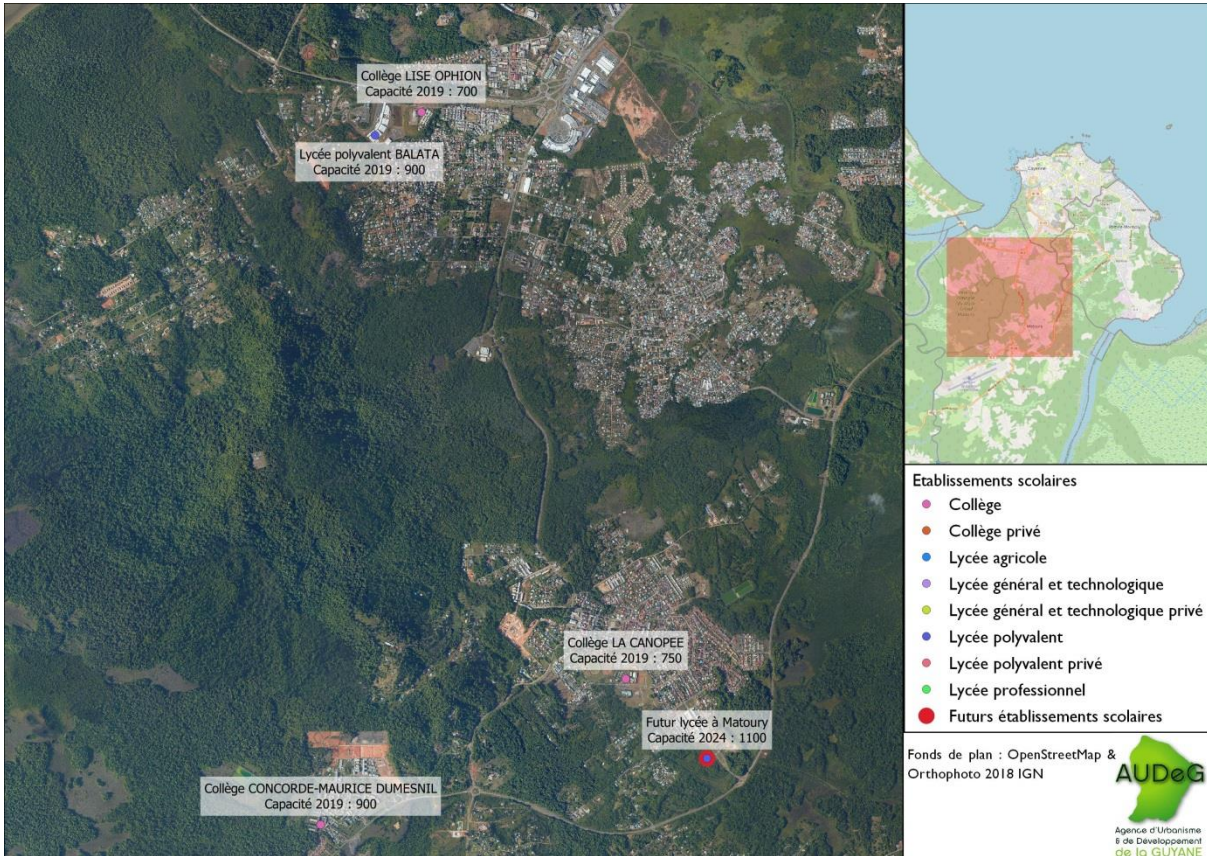 Collège LISE OPHION
Capacité 2019 : 700
Lycée polyvalent BALATA
Capacité 2019 : 900
Collège LA CANOPEE
Capacité 2019 : 750
Futur lycée à Matoury
Capacité 2024 : 1100
Collège CONCORDE-MAURICE DUMESNIL
Capacité 2019 : 900
Cayenne
Matoury
Etablissements scolaires
Collège
Collège privé
Lycée agricole
Lycée général et technologique
Lycée général et technologique privé
Lycée polyvalent
Lycée polyvalent privé
Lycée professionnel
Futurs établissements scolaires
Fonds de plan : OpenStreetMap &
Orthophoto 2018 IGN
AUDeG
Agence d'Urbanisme
& de Développement
de la GUYANE